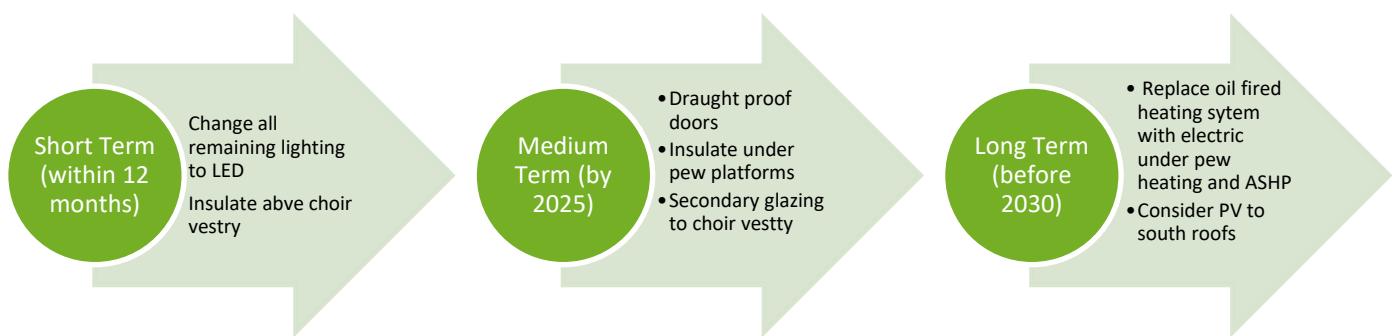 Short Term
(within 12
months)
Change all
remaining lighting
to LED
Insulate abve choir
vestry
Medium
Term (by
2025)
•Draught proof
doors
•Insulate under
pew platforms
•Secondary glazing
to choir vestty
Long Term
(before
2030)
• Replace oil fired
heating sytem
with electric
under pew
heating and ASHP
•Consider PV to
south roofs